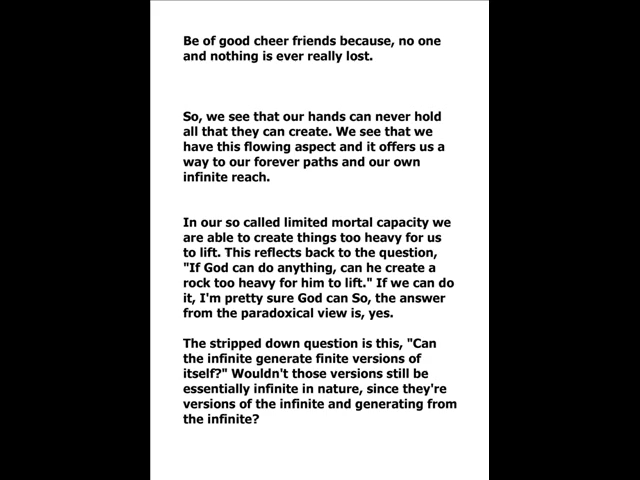 Be of good cheer friends because, no one
and nothing is ever really lost.
So, we see that our hands can never hold
all that they can create. We see that we
have this flowing aspect and it offers us a
way to our forever paths and our own
infinite reach.
In our so called limited mortal capacity we
are able to create things too heavy for us
to lift. This reflects back to the question,
"If God can do anything, can he create a
rock too heavy for him to lift." If we can do
it, I'm pretty sure God can So, the answer
from the paradoxical view is, yes.
The stripped down question is this, "Can
the infinite generate finite versions of
itself?" Wouldn't those versions still be
essentially infinite in nature, since they're
versions of the infinite and generating from
the infinite?